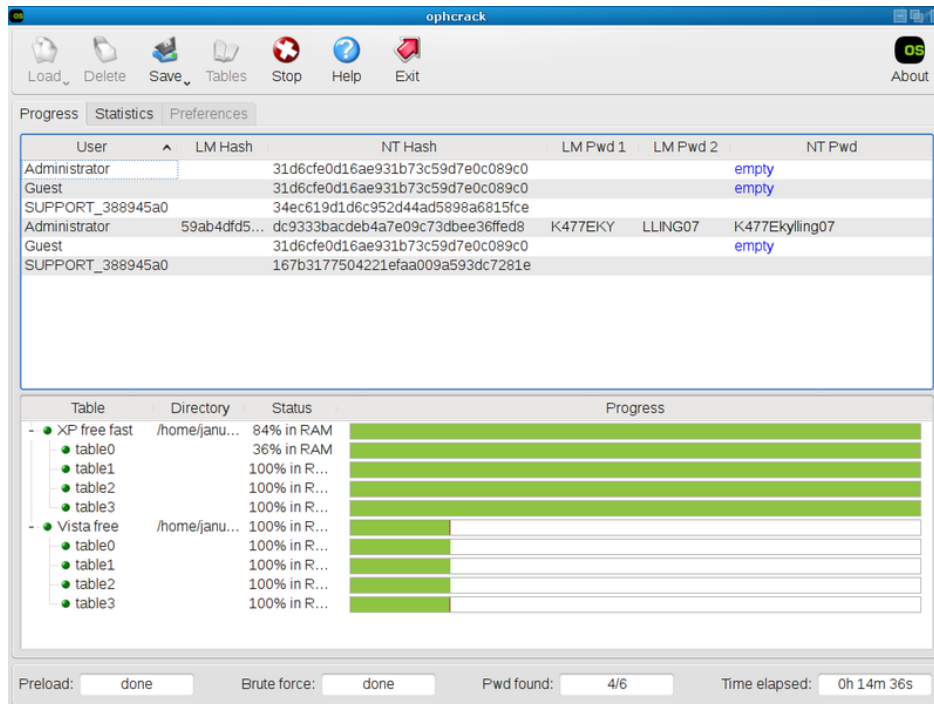 os ophcrack
Load Delete Save Tables Stop Help Exit OS About
Progress Statistics Preferences
User LM Hash NT Hash LM Pwd 1 LM Pwd 2 NT Pwd
Administrator 31d6cfe0d16ae931b73c59d7e0c089c0 empty
Guest 31d6cfe0d16ae931b73c59d7e0c089c0 empty
SUPPORT_388945a0 34ec619d1d6c952d44ad5898a6815fce
Administrator 59ab4dfd5... dc9333bacdeb4a7e09c73dbee36ffed8 K477EKY LLING07 K477Ekylling07
Guest 31d6cfe0d16ae931b73c59d7e0c089c0 empty
SUPPORT_388945a0 167b3177504221efaa009a593dc7281e
Table Directory Status Progress
XP free fast /home/janu... 84% in RAM
table0 36% in RAM
table1 100% in R...
table2 100% in R...
table3 100% in R...
Vista free /home/janu... 100% in R...
table0 100% in R...
table1 100% in R...
table2 100% in R...
table3 100% in R...
Preload: done Brute force: done Pwd found: 4/6 Time elapsed: 0h 14m 36s